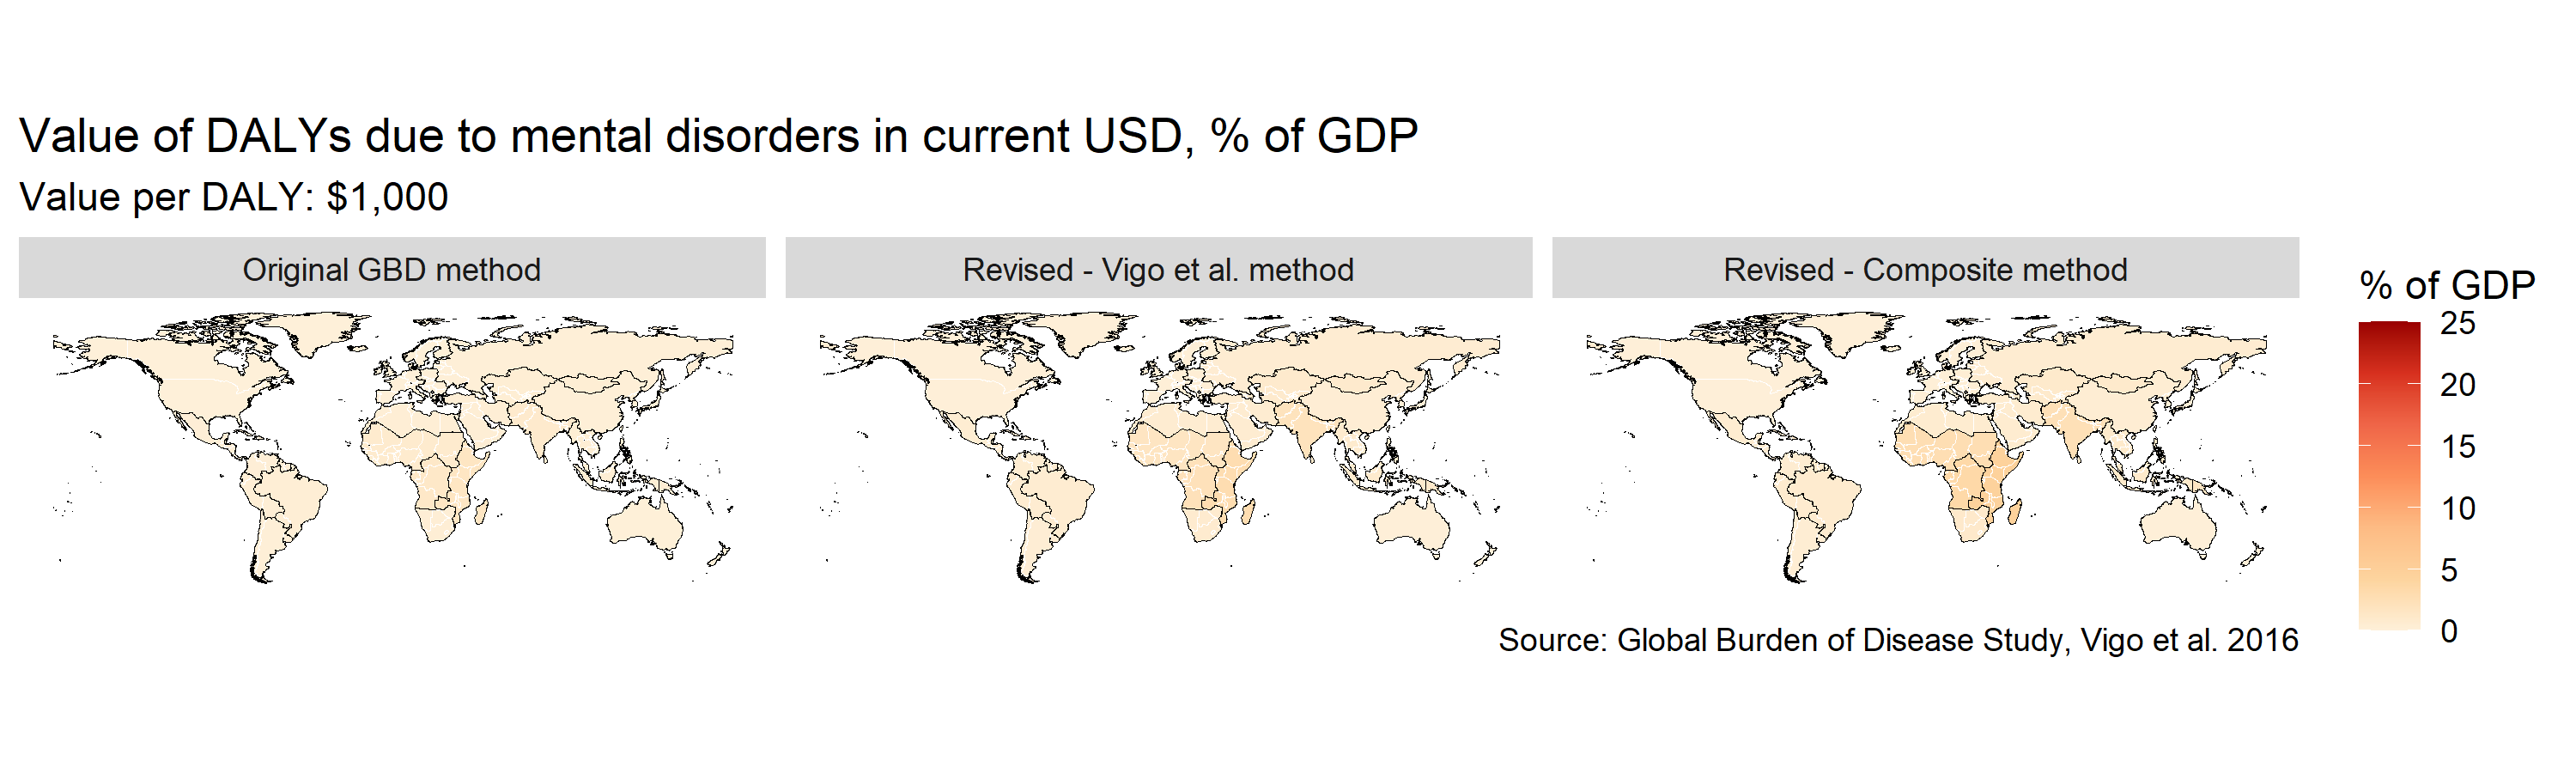 Value of DALYs due to mental disorders in current USD, % of GDP
Value per DALY: $1,000
Original GBD method
Revised - Vigo et al. method
Revised - Composite method
% of GDP
25
20
15
10
5
0
Source: Global Burden of Disease Study, Vigo et al. 2016